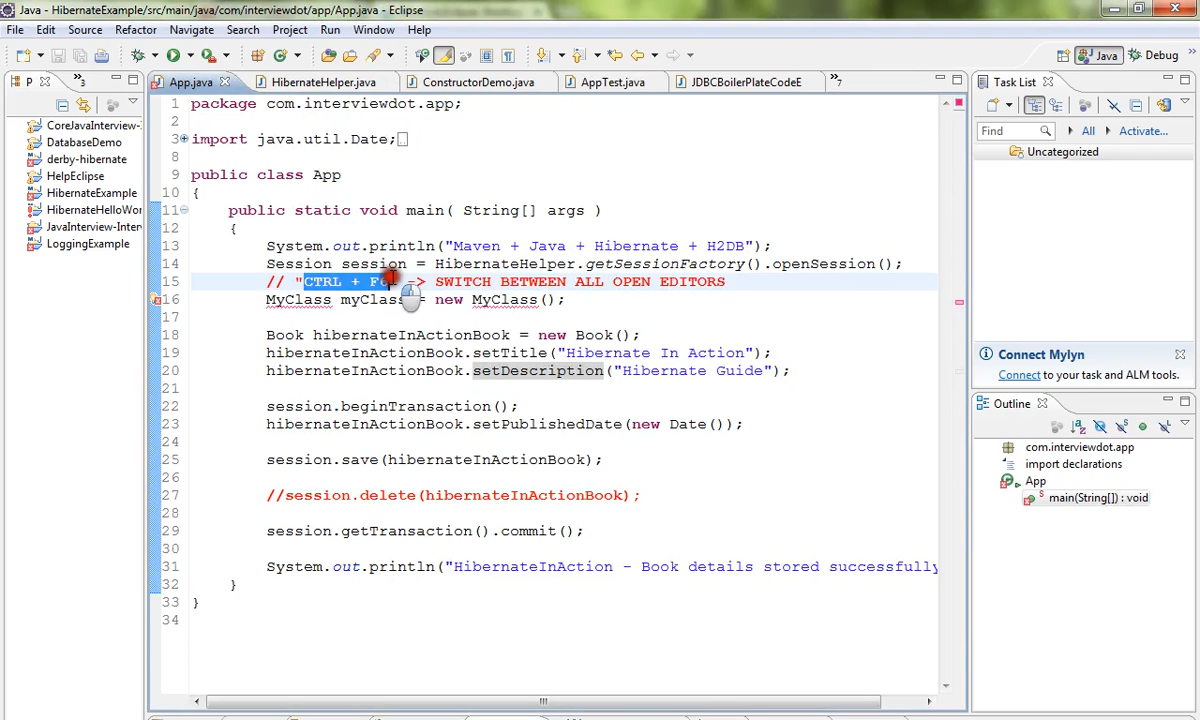 Java - HibernateExample/src/main/java/com/interviewdot/app/App.java - Eclipse
File Edit Source Refactor Navigate Search Project Run Window Help
Java Debug
P 3 App.java HibernateHelper.java ConstructorDemo.java AppTest.java JDBCBoilerPlateCodeE 7 Task List
CoreJavaInterview-
DatabaseDemo
derby-hibernate
HelpEclipse
HibernateExample
HibernateHelloWor
JavaInterview-Inter
LoggingExample
1 package com.interviewdot.app;
2
3 import java.util.Date;
8
9 public class App
10 {
11 public static void main( String[] args )
12 {
13 System.out.println("Maven + Java + Hibernate + H2DB");
14 Session session = HibernateHelper.getSessionFactory().openSession();
15 // "CTRL + => SWITCH BETWEEN ALL OPEN EDITORS
16 MyClass myClass = new MyClass();
18 Book hibernateInActionBook = new Book();
19 hibernateInActionBook.setTitle("Hibernate In Action");
20 hibernateInActionBook.setDescription("Hibernate Guide");
21
22 session.beginTransaction();
23 hibernateInActionBook.setPublishedDate(new Date());
24
25 session.save(hibernateInActionBook);
26
27 //session.delete(hibernateInActionBook);
28
29 session.getTransaction().commit();
30
31 System.out.println("HibernateInAction - Book details stored successfully
32 }
33 }
34
Find All Activate...
Uncategorized
Connect Mylyn
Connect to your task and ALM tools.
Outline
com.interviewdot.app
import declarations
App
main(String[]) : void